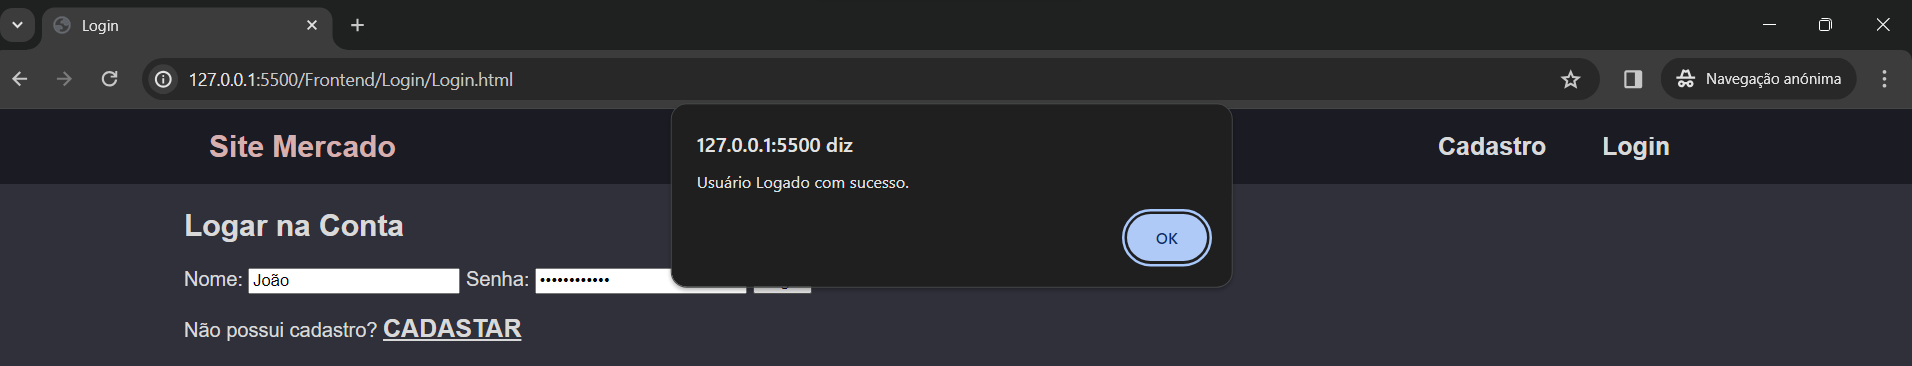 Login
127.0.0.1:5500/Frontend/Login/Login.html
Navegação anónima
Site Mercado
Cadastro
Login
127.0.0.1:5500 diz
Usuário Logado com sucesso.
OK
Logar na Conta
Nome: João Senha: ••••••••••••
Não possui cadastro? CADASTAR